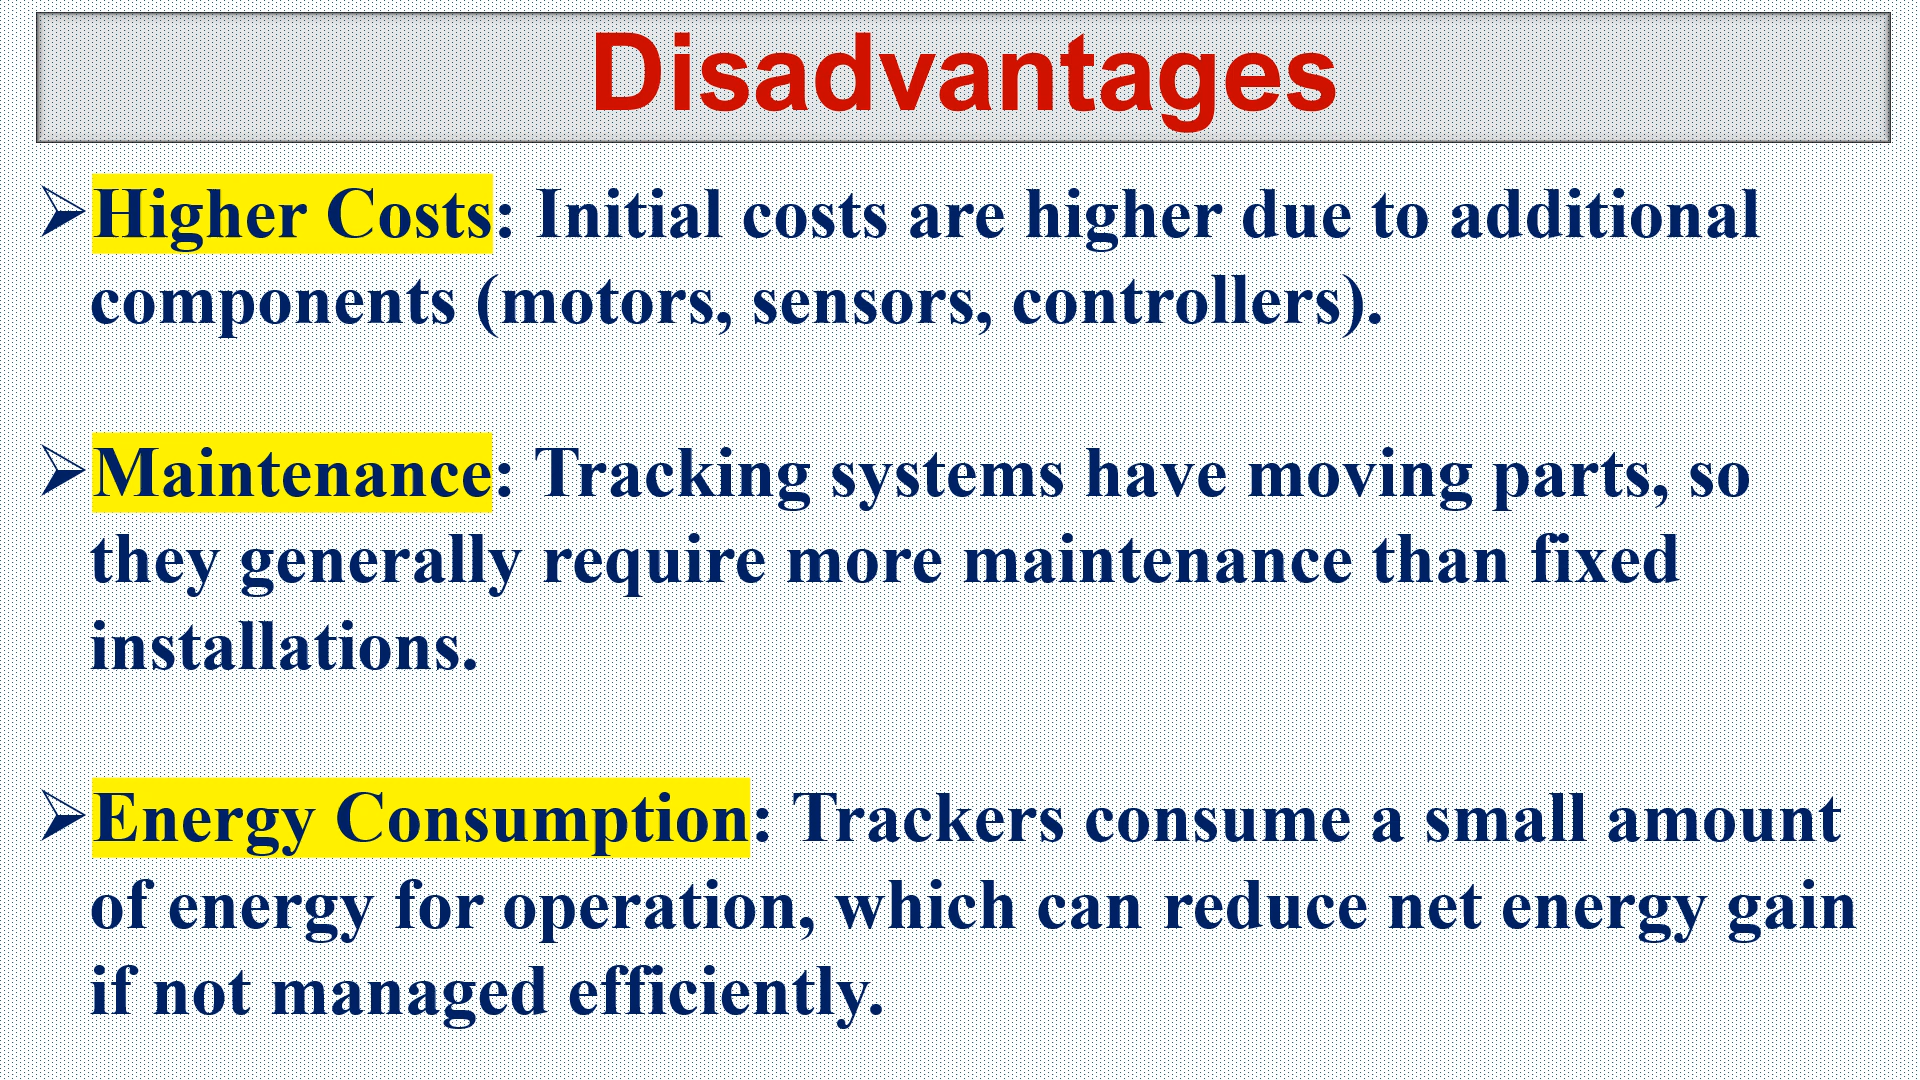 Disadvantages
➢Higher Costs: Initial costs are higher due to additional
components (motors, sensors, controllers).
➢Maintenance: Tracking systems have moving parts, so
they generally require more maintenance than fixed
installations.
➢Energy Consumption: Trackers consume a small amount
of energy for operation, which can reduce net energy gain
if not managed efficiently.